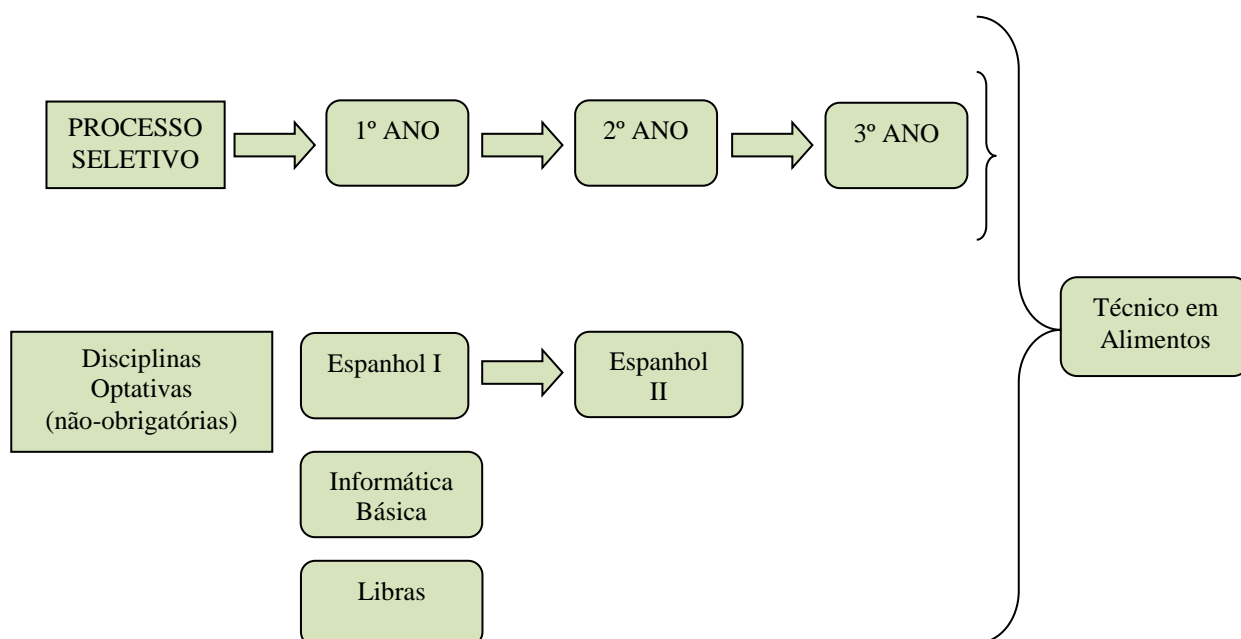 PROCESSO
SELETIVO
1º ANO
2º ANO
3º ANO
Técnico em
Alimentos
Disciplinas
Optativas
(não-obrigatórias)
Espanhol I
Espanhol
II
Informática
Básica
Libras